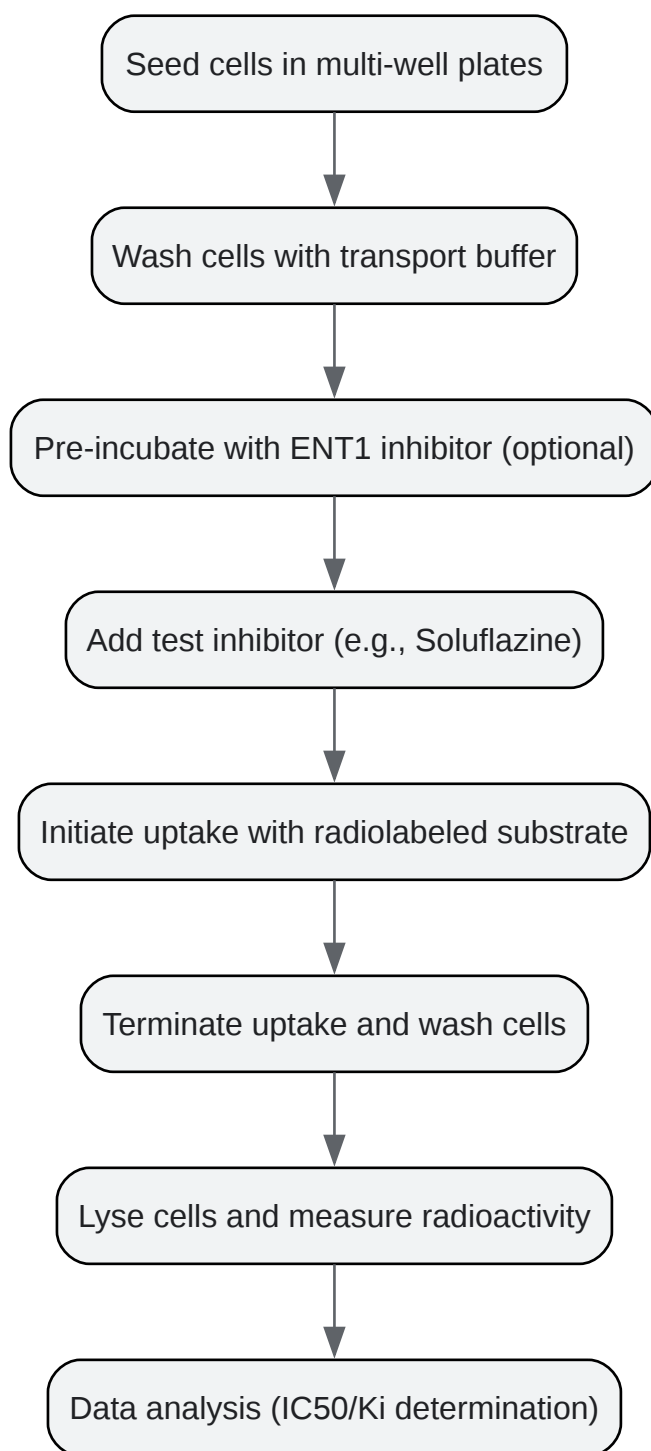 Seed cells in multi-well plates
Wash cells with transport buffer
Pre-incubate with ENT1 inhibitor (optional)
Add test inhibitor (e.g., Soluflazine)
Initiate uptake with radiolabeled substrate
Terminate uptake and wash cells
Lyse cells and measure radioactivity
Data analysis (IC50/Ki determination)